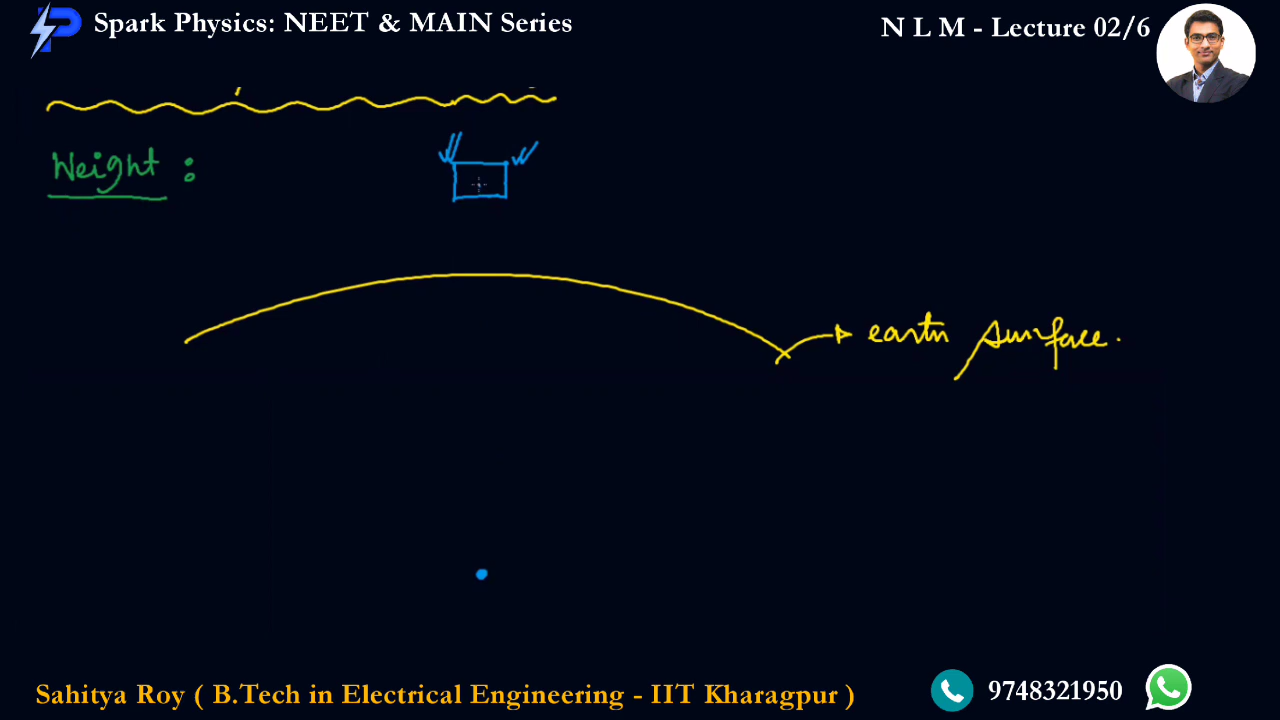 Spark Physics: NEET & MAIN Series
N L M - Lecture 02/6
Weight :
earth surface.
Sahitya Roy ( B.Tech in Electrical Engineering - IIT Kharagpur )
9748321950